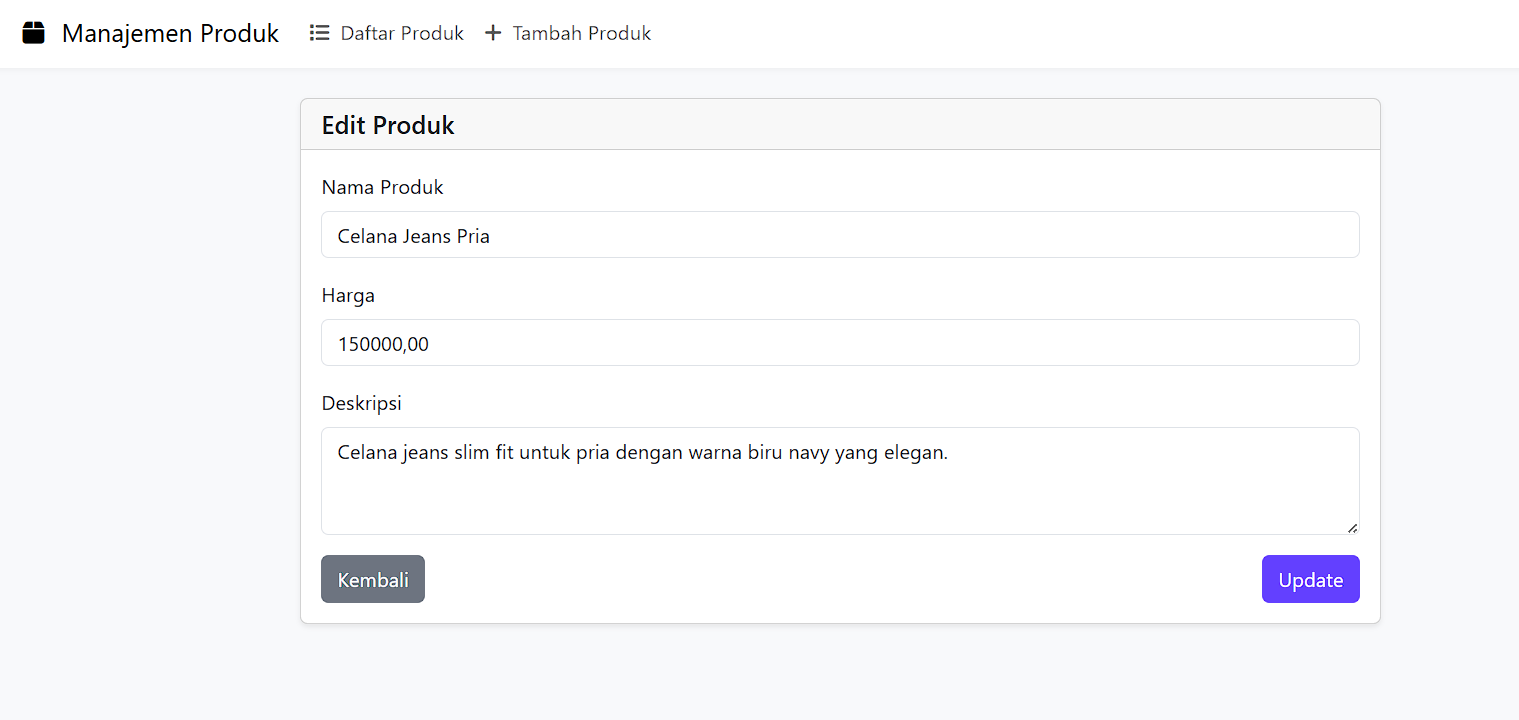 Manajemen Produk Daftar Produk Tambah Produk
Edit Produk
Nama Produk
Celana Jeans Pria
Harga
150000,00
Deskripsi
Celana jeans slim fit untuk pria dengan warna biru navy yang elegan.
Kembali Update